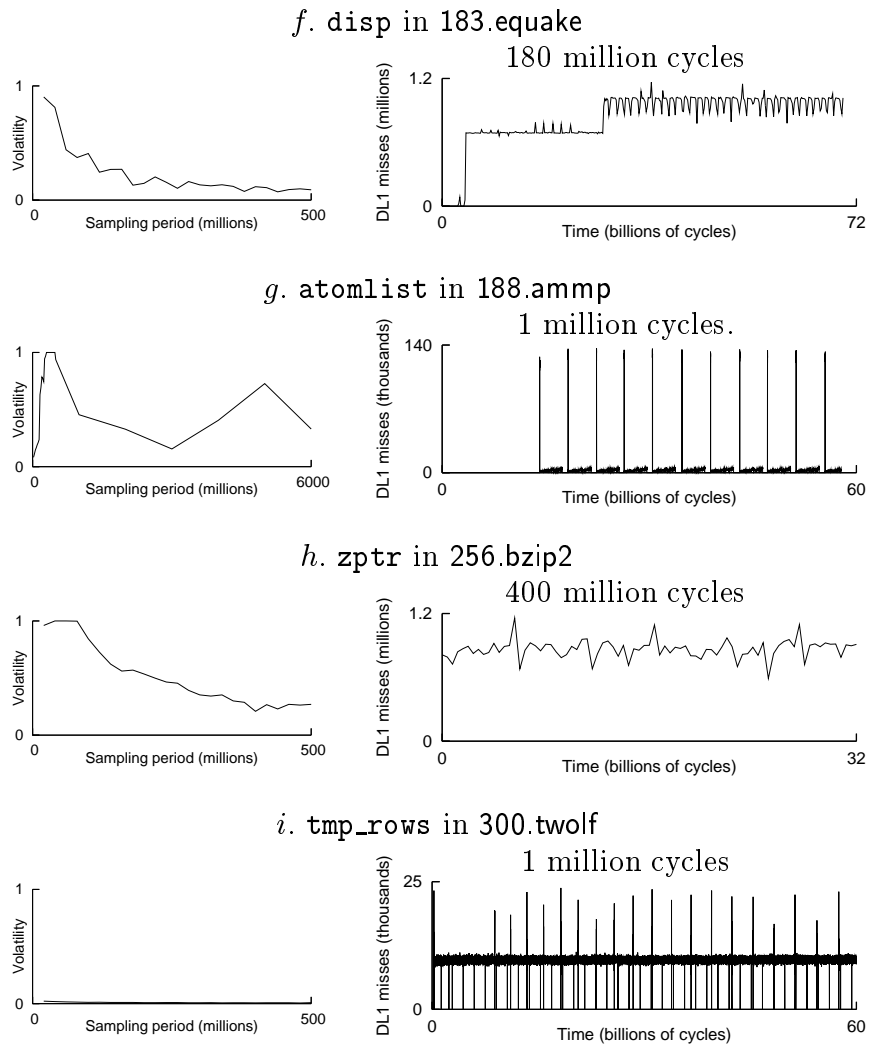 f. disp in 183.equake
180 million cycles
1
Volatility
0
0
Sampling period (millions)
500
1.2
DL1 misses (millions)
0
0
Time (billions of cycles)
72
g. atomlist in 188.ammp
1 million cycles.
1
Volatility
0
0
Sampling period (millions)
6000
140
DL1 misses (thousands)
0
0
Time (billions of cycles)
60
h. zptr in 256.bzip2
400 million cycles
1
Volatility
0
0
Sampling period (millions)
500
1.2
DL1 misses (millions)
0
0
Time (billions of cycles)
32
i. tmp_rows in 300.twolf
1 million cycles
1
Volatility
0
0
Sampling period (millions)
500
25
DL1 misses (thousands)
0
0
Time (billions of cycles)
60